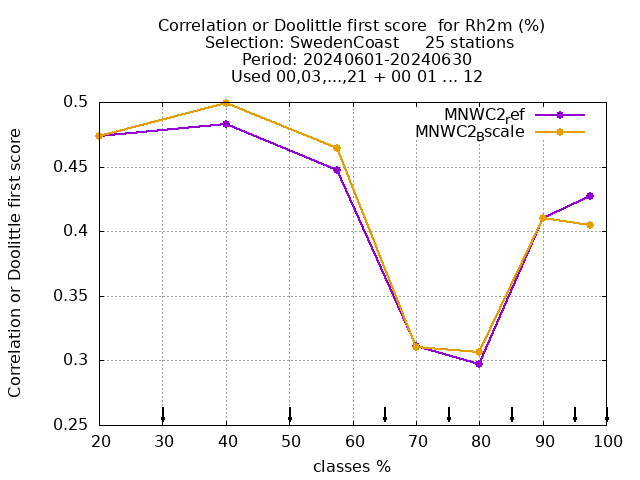 Correlation or Doolittle first score  for Rh2m (%)
Selection: SwedenCoast     25 stations
Period: 20240601-20240630
Used 00,03,...,21 + 00 01 ... 12
MNWC2ref
MNWC2Bscale
Correlation or Doolittle first score
0.5
0.45
0.4
0.35
0.3
0.25
20 30 40 50 60 70 80 90 100
classes %